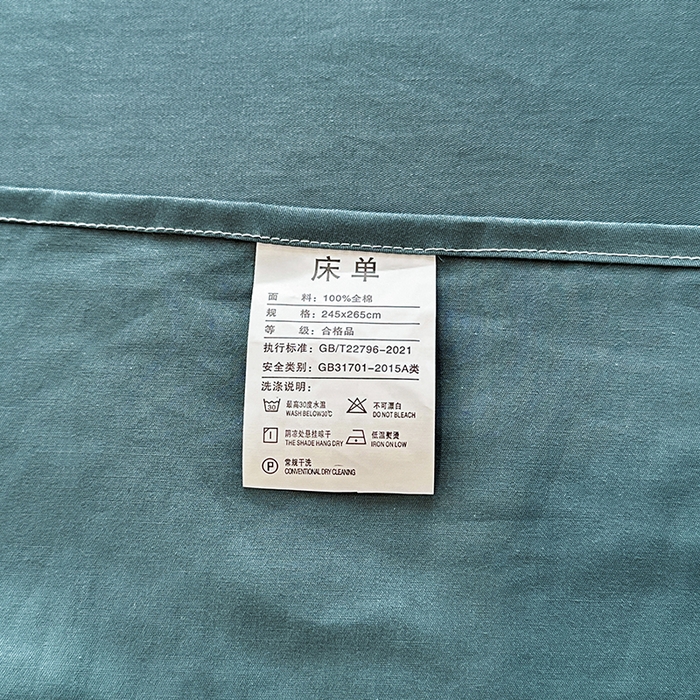 床单
面 料：100%全棉
规 格：245x265cm
等 级：合格品
执行标准：GB/T22796-2021
安全类别：GB31701-2015A类
洗涤说明：
30 最高30度水温 不可漂白
WASH BELOW30℃ DO NOT BLEACH
阴凉处悬挂晾干 低温熨烫
THE SHADE HANG DRY IRON ON LOW
P 常规干洗
CONVENTIONAL DRY CLEANING